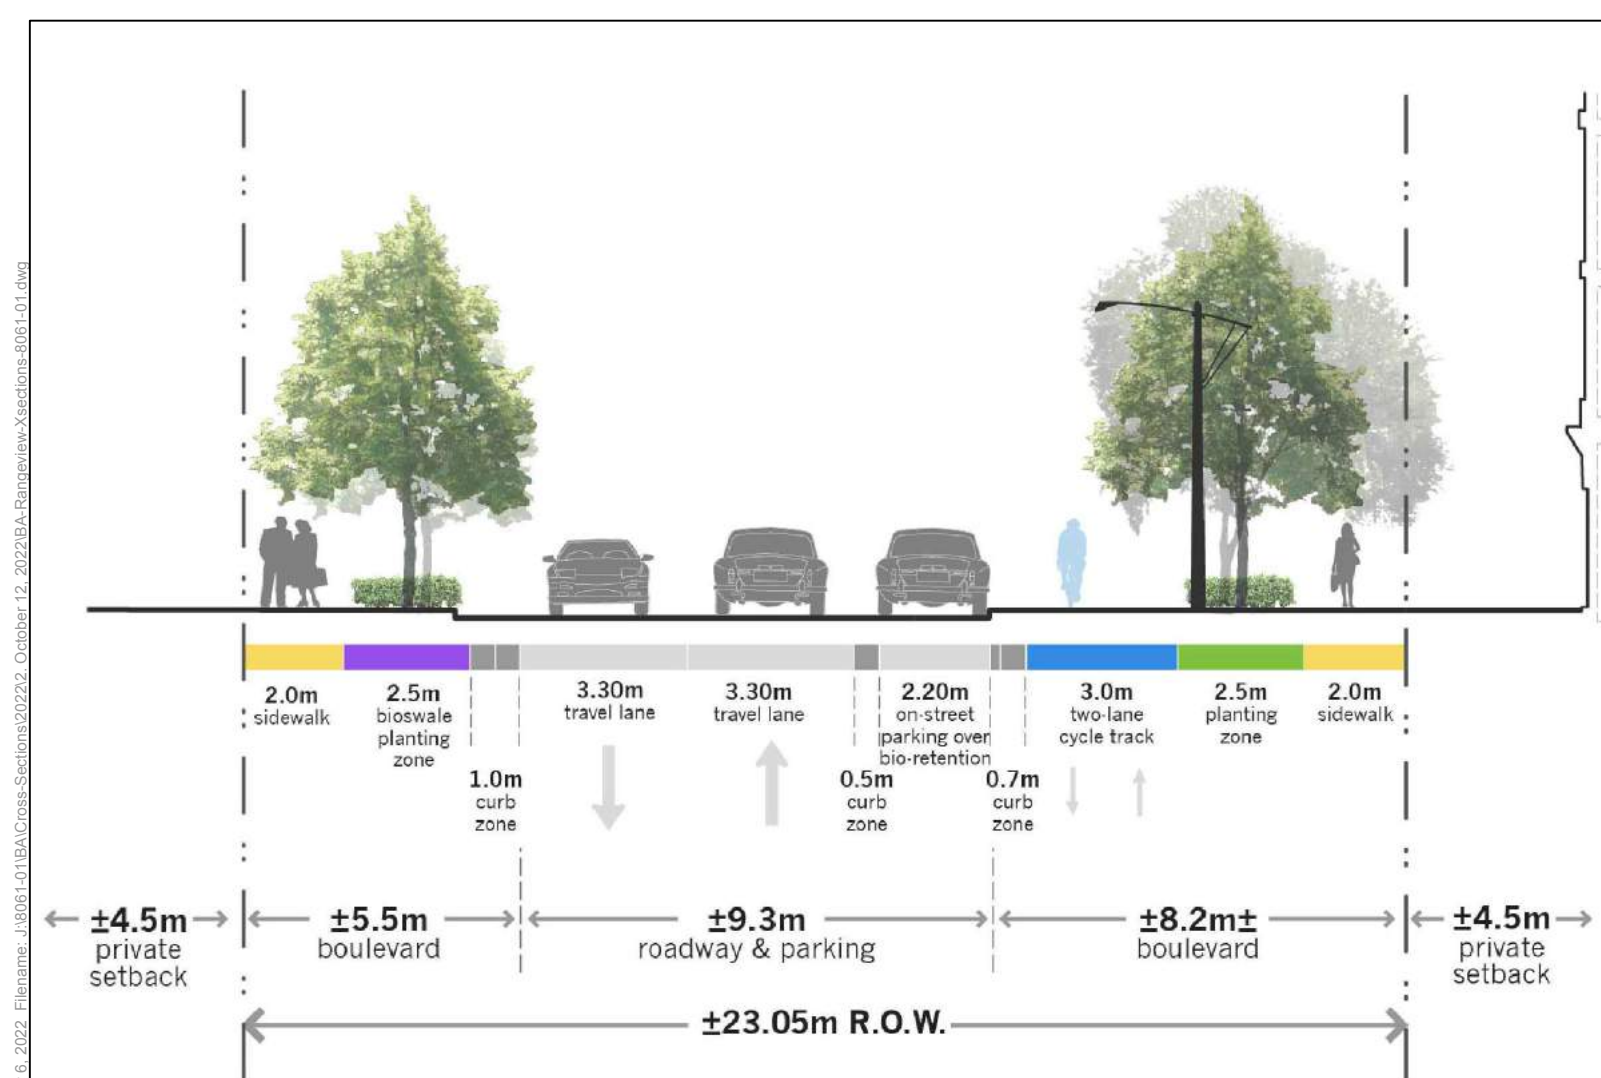 6, 2022 Filename: J:\8061-01\BA\Cross-Sections\2022\2. October 12, 2022\BA-Rangeview-Xsections-8061-01.dwg
2.0m
sidewalk
2.5m
bioswale
planting
zone
1.0m
curb
zone
3.30m
travel lane
3.30m
travel lane
0.5m
curb
zone
2.20m
on-street
parking over
bio-retention
0.7m
curb
zone
3.0m
two-lane
cycle track
2.5m
planting
zone
2.0m
sidewalk
±4.5m
private
setback
±5.5m
boulevard
±9.3m
roadway & parking
±8.2m±
boulevard
±4.5m
private
setback
±23.05m R.O.W.